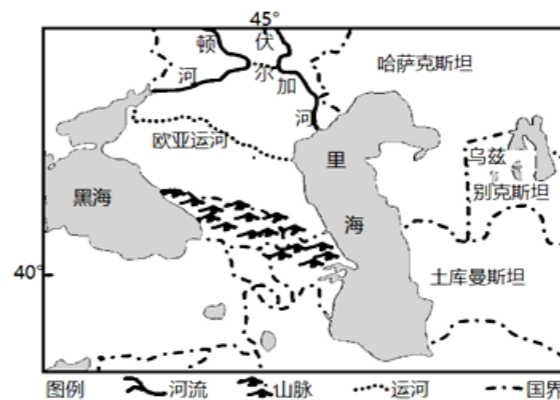 45°
顿
伏
河
尔
加
河
哈萨克斯坦
欧亚运河
里
海
乌兹
别克斯坦
黑海
40°
土库曼斯坦
图例 河流 山脉 运河 国界